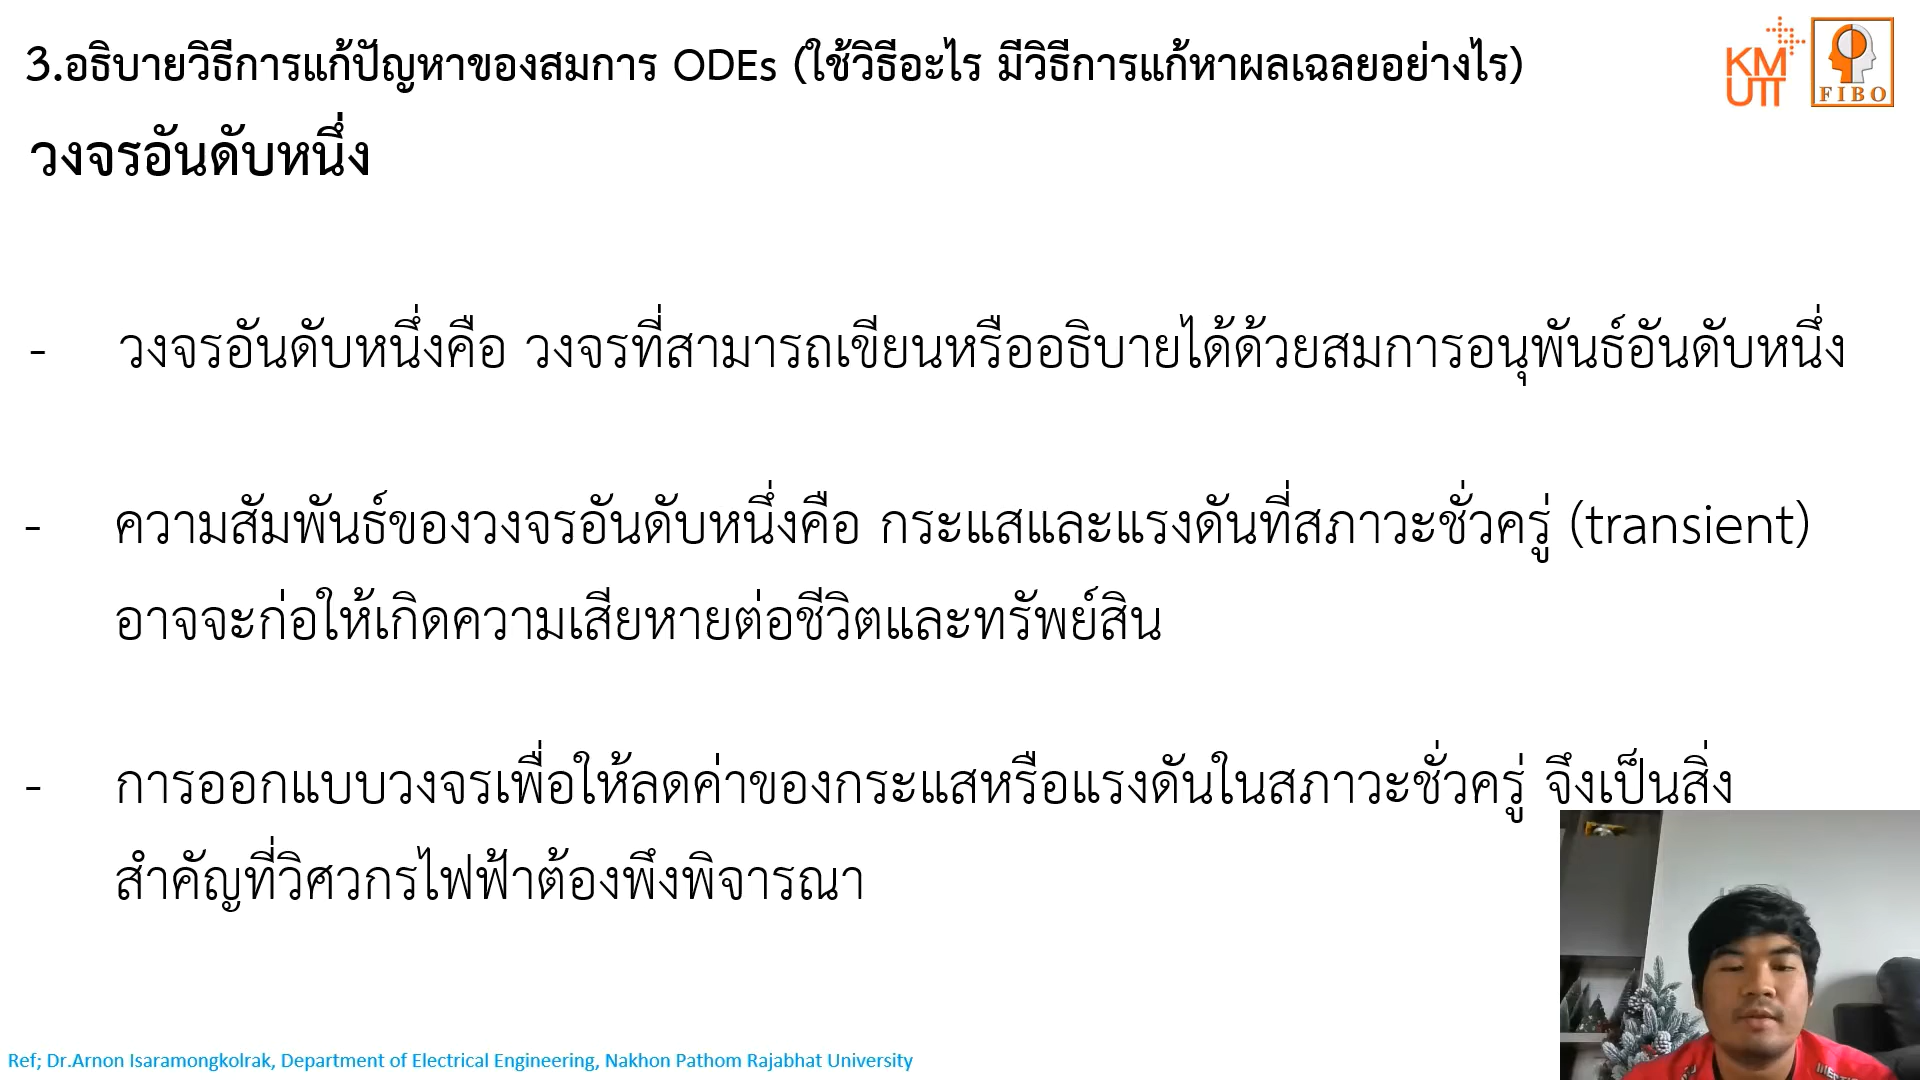 3.อธิบายวิธีการแก้ปัญหาของสมการ ODEs (ใช้วิธีอะไร มีวิธีการแก้หาผลเฉลยอย่างไร)
KM
UTT
FIBO
วงจรอันดับหนึ่ง
- วงจรอันดับหนึ่งคือ วงจรที่สามารถเขียนหรืออธิบายได้ด้วยสมการอนุพันธ์อันดับหนึ่ง
- ความสัมพันธ์ของวงจรอันดับหนึ่งคือ กระแสและแรงดันที่สภาวะชั่วครู่ (transient)
อาจจะก่อให้เกิดความเสียหายต่อชีวิตและทรัพย์สิน
- การออกแบบวงจรเพื่อให้ลดค่าของกระแสหรือแรงดันในสภาวะชั่วครู่ จึงเป็นสิ่ง
สำคัญที่วิศวกรไฟฟ้าต้องพึงพิจารณา
Ref; Dr.Arnon Isaramongkolrak, Department of Electrical Engineering, Nakhon Pathom Rajabhat University